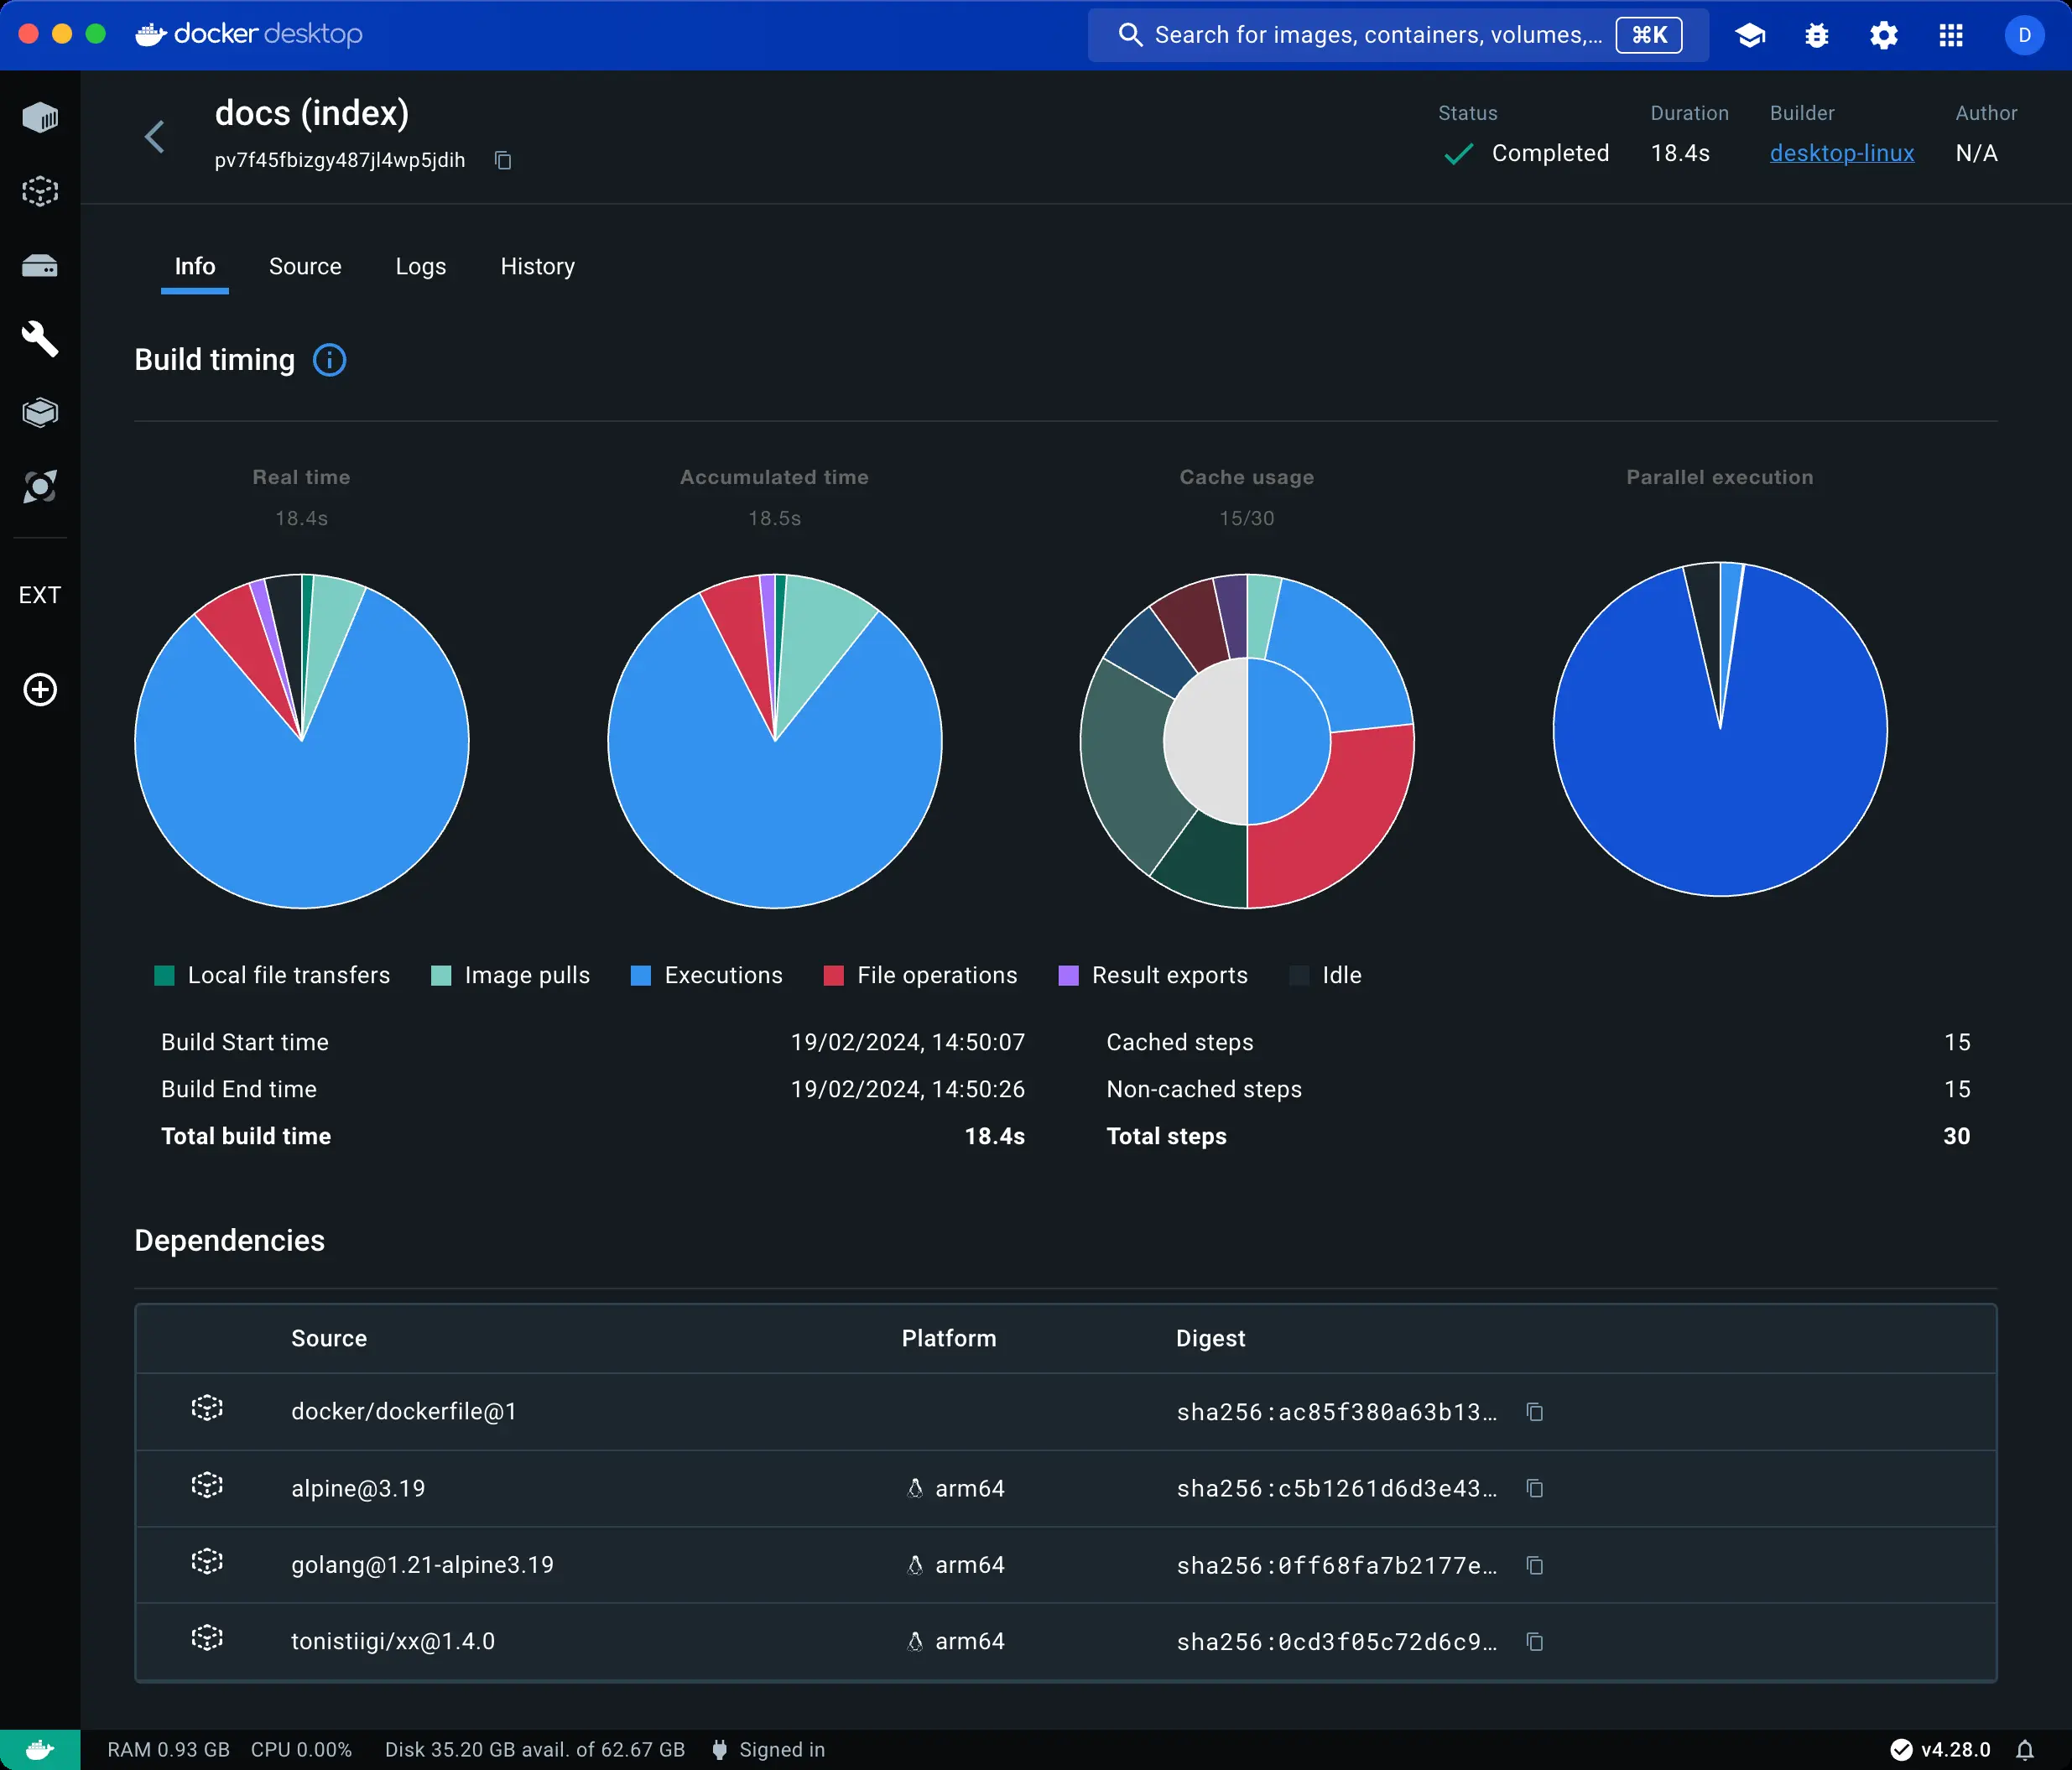 docker desktop
Search for images, containers, volumes,... ⌘K
D
docs (index)
pv7f45fbizgy487jl4wp5jdih
Status Duration Builder Author
Completed 18.4s desktop-linux N/A
Info Source Logs History
Build timing
Real time Accumulated time Cache usage Parallel execution
18.4s 18.5s 15/30
EXT
Local file transfers Image pulls Executions File operations Result exports Idle
Build Start time 19/02/2024, 14:50:07 Cached steps 15
Build End time 19/02/2024, 14:50:26 Non-cached steps 15
Total build time 18.4s Total steps 30
Dependencies
Source Platform Digest
docker/dockerfile@1 sha256:ac85f380a63b13...
alpine@3.19 arm64 sha256:c5b1261d6d3e43...
golang@1.21-alpine3.19 arm64 sha256:0ff68fa7b2177e...
tonistiigi/xx@1.4.0 arm64 sha256:0cd3f05c72d6c9...
RAM 0.93 GB CPU 0.00% Disk 35.20 GB avail. of 62.67 GB Signed in v4.28.0